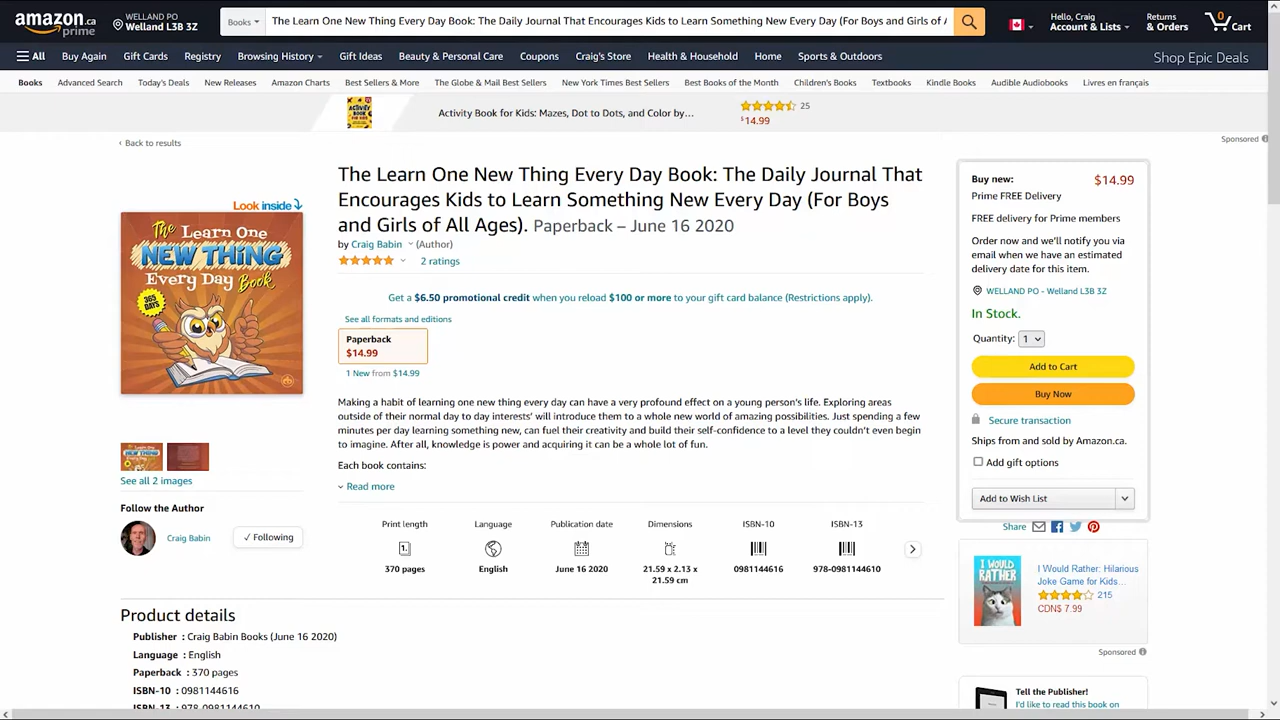 amazon.ca
prime
WELLAND PO
Welland L3B 3Z
Books
The Learn One New Thing Every Day Book: The Daily Journal That Encourages Kids to Learn Something New Every Day (For Boys and Girls of A
Hello, Craig
Account & Lists
Returns
& Orders
0
Cart
All
Buy Again
Gift Cards
Registry
Browsing History
Gift Ideas
Beauty & Personal Care
Coupons
Craig's Store
Health & Household
Home
Sports & Outdoors
Shop Epic Deals
Books
Advanced Search
Today's Deals
New Releases
Amazon Charts
Best Sellers & More
The Globe & Mail Best Sellers
New York Times Best Sellers
Best Books of the Month
Children's Books
Textbooks
Kindle Books
Audible Audiobooks
Livres en français
ACTIVITY
BOOK
Activity Book for Kids: Mazes, Dot to Dots, and Color by…
25
$14.99
Sponsored
‹ Back to results
Look inside
The Learn One
NEW THING
Every Day Book
365
DAYS
See all 2 images
Follow the Author
Craig Babin
✓ Following
The Learn One New Thing Every Day Book: The Daily Journal That
Encourages Kids to Learn Something New Every Day (For Boys
and Girls of All Ages). Paperback – June 16 2020
by Craig Babin (Author)
2 ratings
Get a $6.50 promotional credit when you reload $100 or more to your gift card balance (Restrictions apply).
See all formats and editions
Paperback
$14.99
1 New from $14.99
Making a habit of learning one new thing every day can have a very profound effect on a young person's life. Exploring areas
outside of their normal day to day interests' will introduce them to a whole new world of amazing possibilities. Just spending a few
minutes per day learning something new, can fuel their creativity and build their self-confidence to a level they couldn't even begin
to imagine. After all, knowledge is power and acquiring it can be a whole lot of fun.
Each book contains:
Read more
Print length
1.
370 pages
Language
English
Publication date
June 16 2020
Dimensions
21.59 x 2.13 x
21.59 cm
ISBN-10
0981144616
ISBN-13
978-0981144610
Product details
Publisher : Craig Babin Books (June 16 2020)
Language : English
Paperback : 370 pages
ISBN-10 : 0981144616
ISBN-13 : 978-0981144610
Buy new:
$14.99
Prime FREE Delivery
FREE delivery for Prime members
Order now and we'll notify you via
email when we have an estimated
delivery date for this item.
WELLAND PO - Welland L3B 3Z
In Stock.
Quantity: 1
Add to Cart
Buy Now
Secure transaction
Ships from and sold by Amazon.ca.
Add gift options
Add to Wish List
Share
I WOULD
RATHER
I Would Rather: Hilarious
Joke Game for Kids…
215
CDN$ 7.99
Sponsored
Tell the Publisher!
I'd like to read this book on